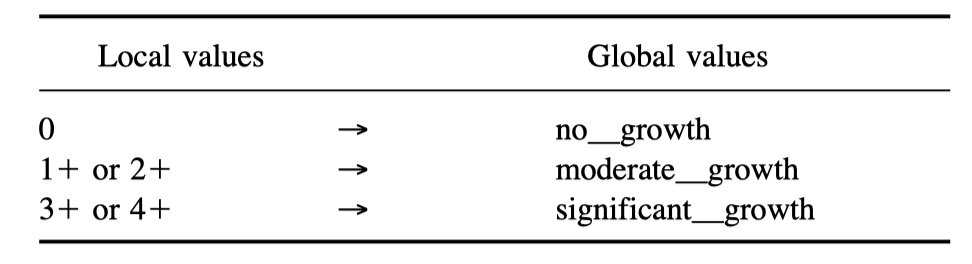 Local values Global values
0 → no__growth
1+ or 2+ → moderate__growth
3+ or 4+ → significant__growth